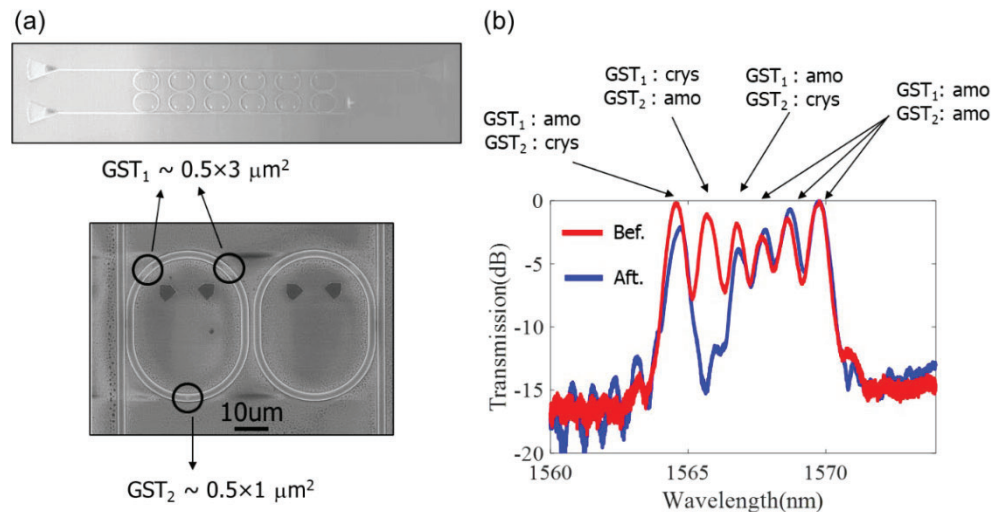 (a)
GST₁ ~ 0.5×3 μm²
10um
GST₂ ~ 0.5×1 μm²
(b)
GST₁ : crys
GST₂ : amo
GST₁ : amo
GST₂ : crys
GST₁ : amo
GST₂ : crys
GST₁: amo
GST₂: amo
Bef.
Aft.
Transmission(dB)
0
-5
-10
-15
-20
1560
1565
1570
Wavelength(nm)